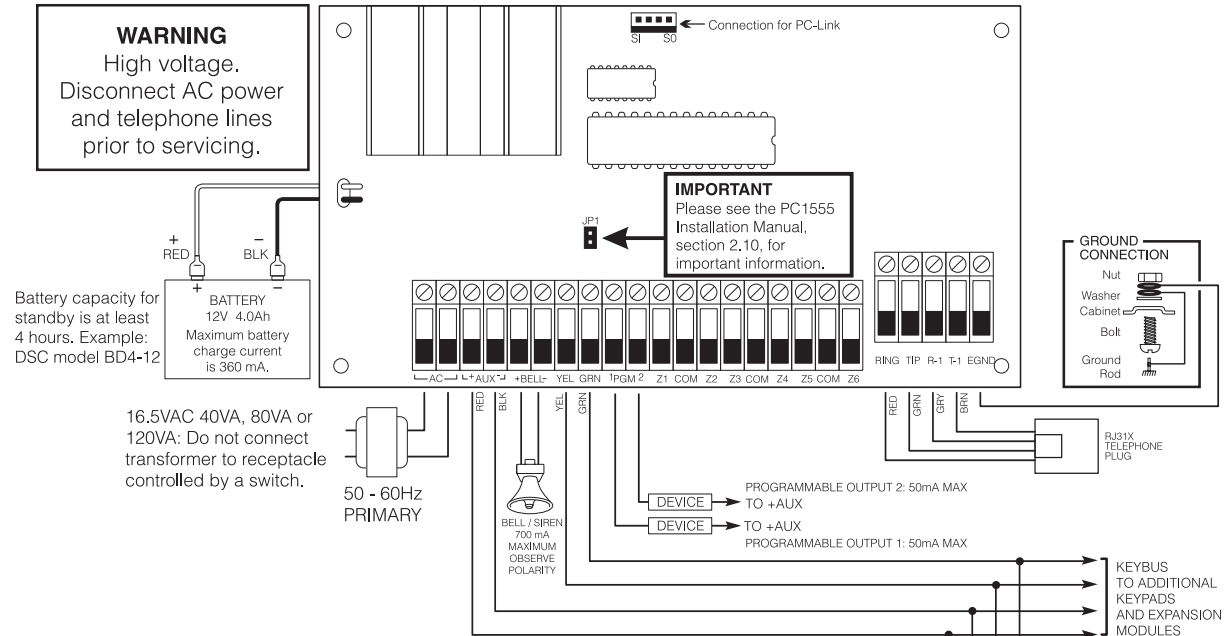 WARNING
High voltage.
Disconnect AC power
and telephone lines
prior to servicing.
SI SO
Connection for PC-Link
JP1
IMPORTANT
Please see the PC1555
Installation Manual,
section 2.10, for
important information.
+
RED
–
BLK
+ –
BATTERY
12V 4.0Ah
Maximum battery
charge current
is 360 mA.
Battery capacity for
standby is at least
4 hours. Example:
DSC model BD4-12
GROUND
CONNECTION
Nut
Washer
Cabinet
Bolt
Ground
Rod
RING TIP R-1 T-1 EGND
AC +AUX- +BELL- YEL GRN 1PGM 2 Z1 COM Z2 Z3 COM Z4 Z5 COM Z6
RED
BLK
YEL
GRN
RED
GRN
GRY
BRN
RJ31X
TELEPHONE
PLUG
16.5VAC 40VA, 80VA or
120VA: Do not connect
transformer to receptacle
controlled by a switch.
50 - 60Hz
PRIMARY
BELL / SIREN
700 mA
MAXIMUM
OBSERVE
POLARITY
PROGRAMMABLE OUTPUT 2: 50mA MAX
DEVICE TO +AUX
DEVICE TO +AUX
PROGRAMMABLE OUTPUT 1: 50mA MAX
KEYBUS
TO ADDITIONAL
KEYPADS
AND EXPANSION
MODULES